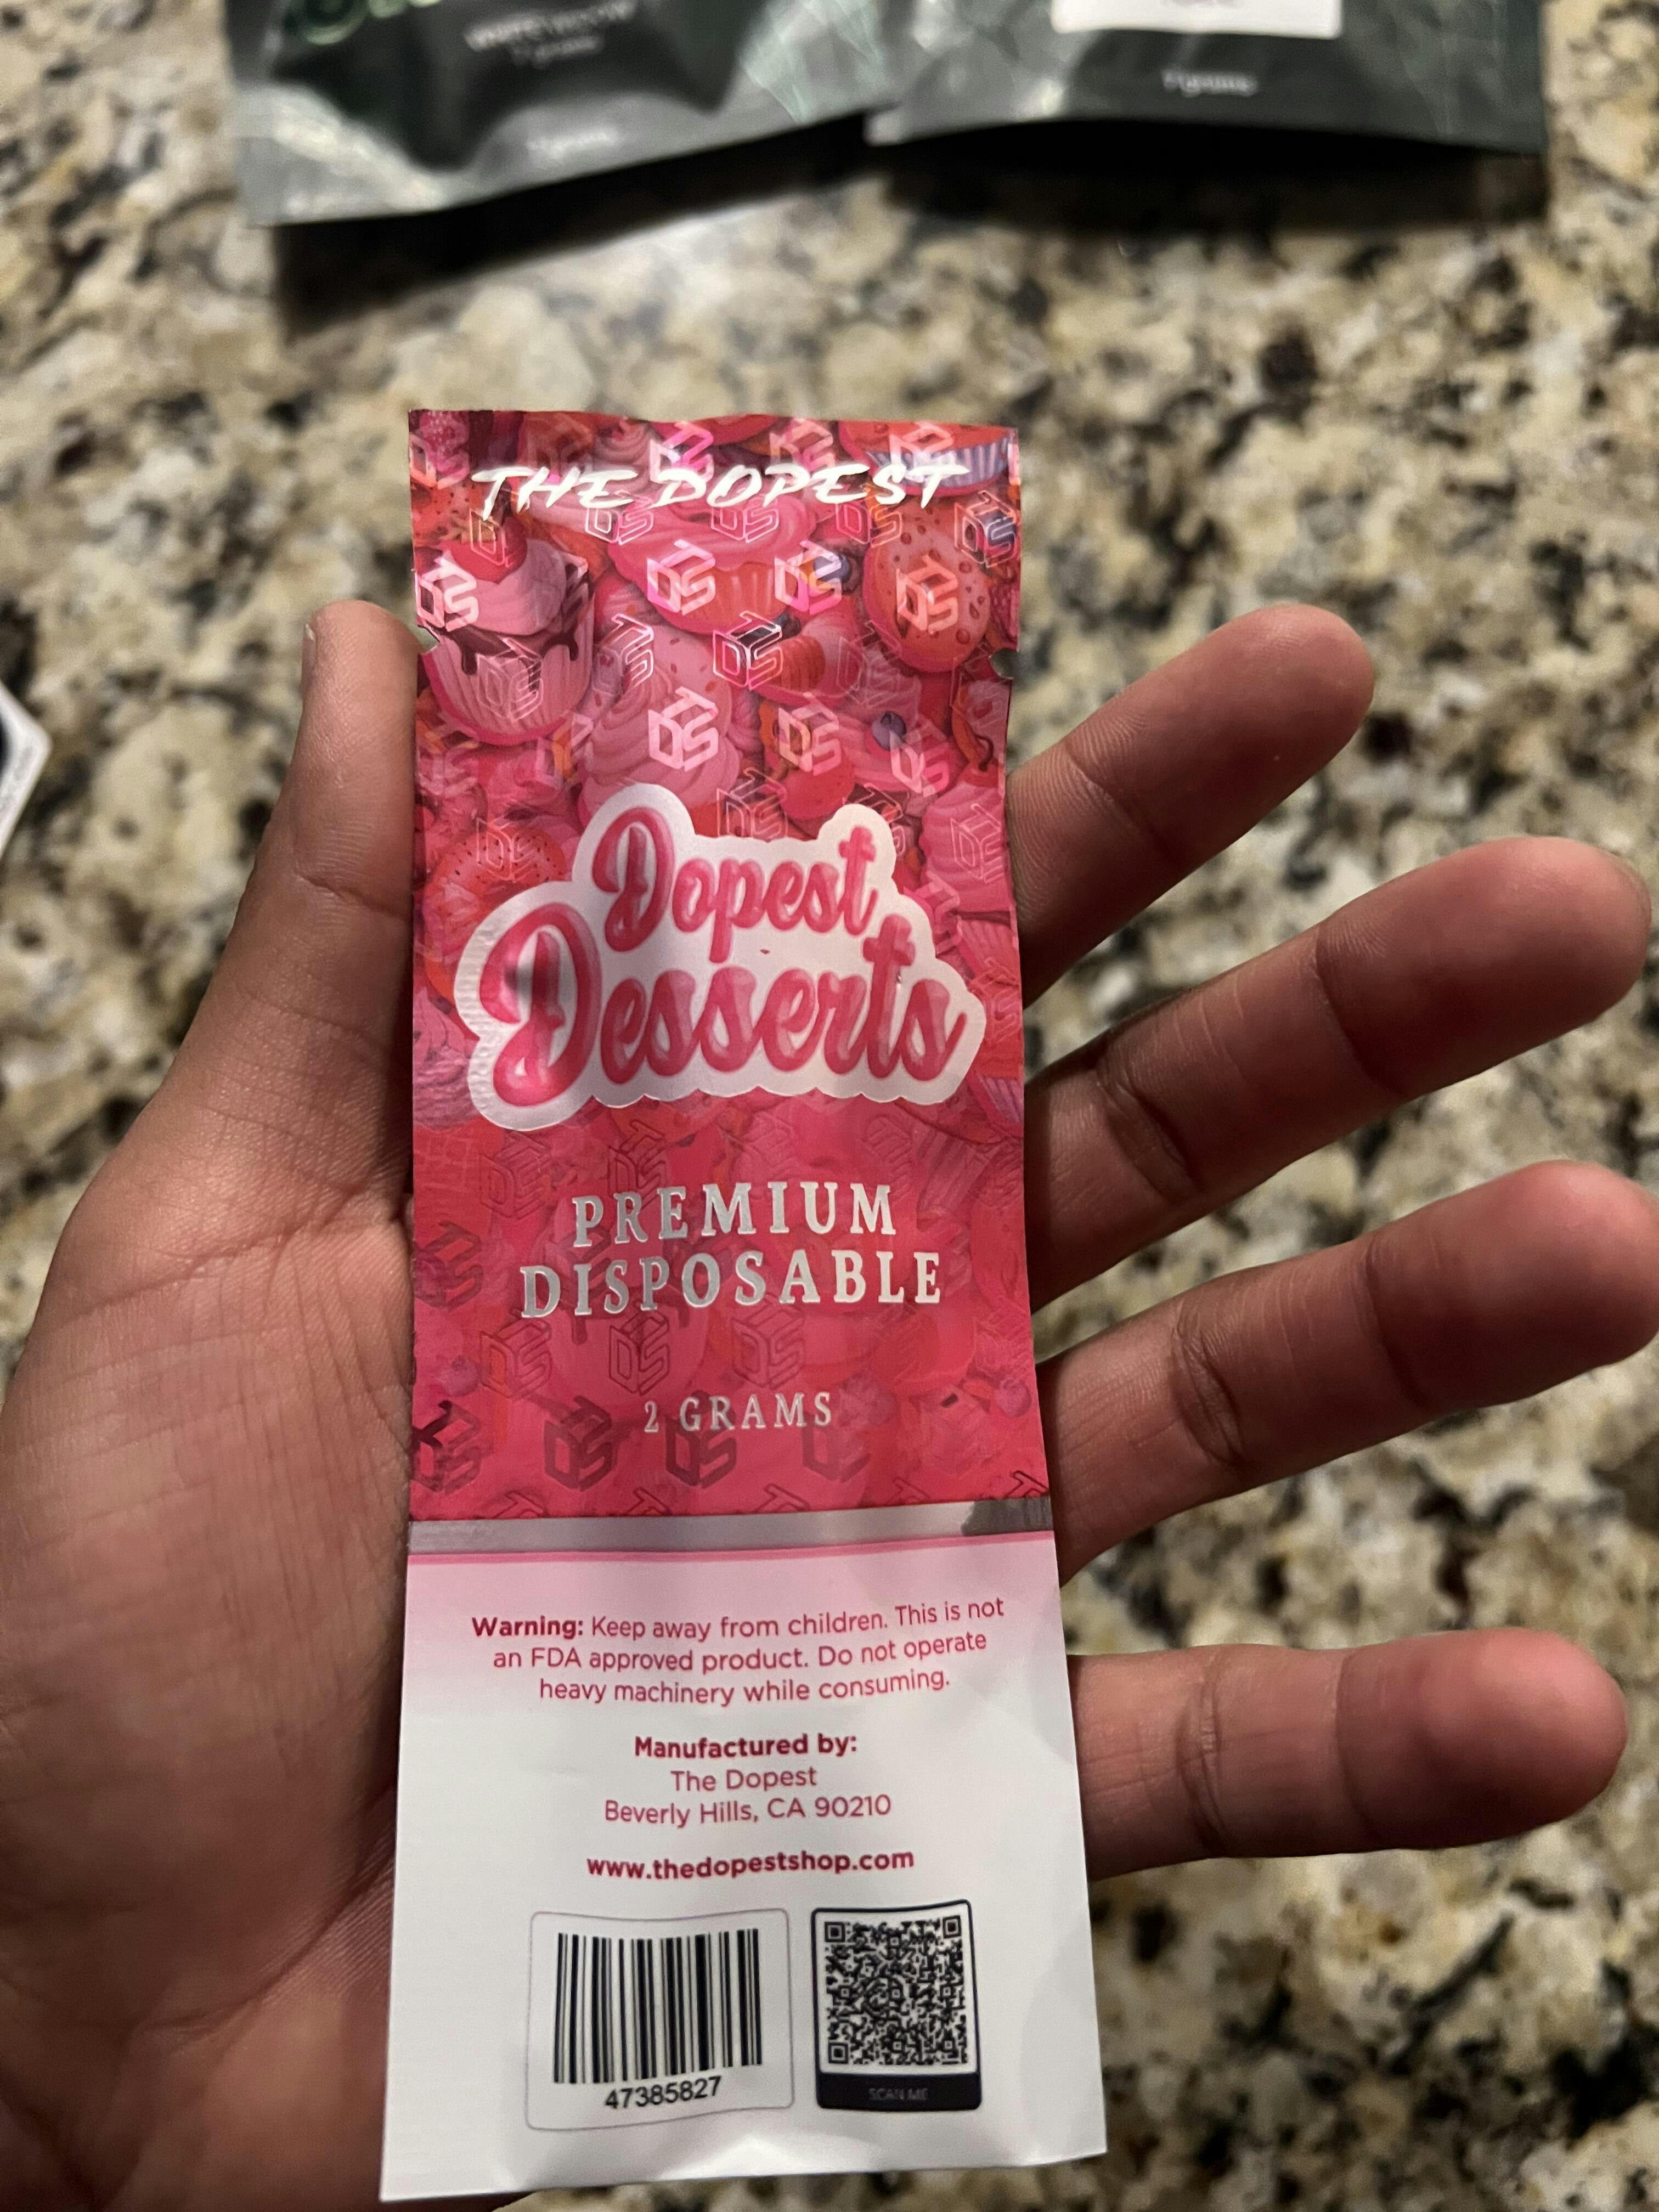 THE DOPEST
Dopest
Desserts
PREMIUM
DISPOSABLE
2 GRAMS
Warning: Keep away from children. This is not
an FDA approved product. Do not operate
heavy machinery while consuming.
Manufactured by:
The Dopest
Beverly Hills, CA 90210
www.thedopestshop.com
47385827
SCAN ME